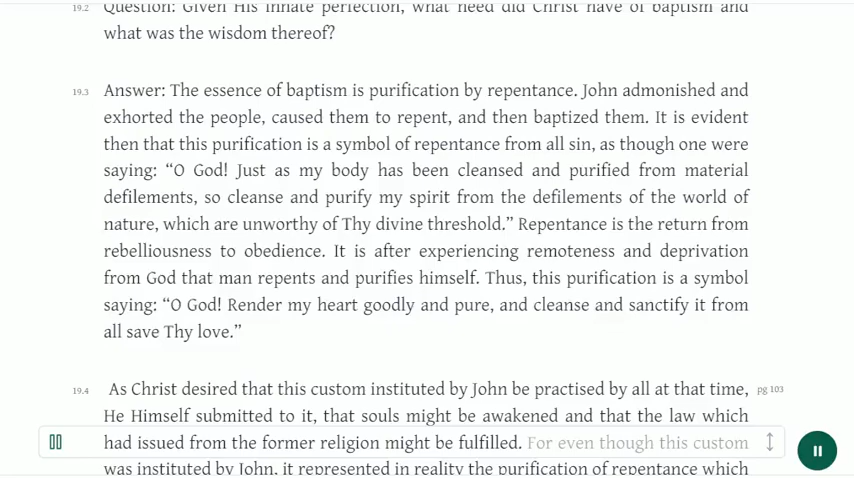 19.2 Question: Given His innate perfection, what need did Christ have of baptism and
what was the wisdom thereof?
19.3 Answer: The essence of baptism is purification by repentance. John admonished and
exhorted the people, caused them to repent, and then baptized them. It is evident
then that this purification is a symbol of repentance from all sin, as though one were
saying: “O God! Just as my body has been cleansed and purified from material
defilements, so cleanse and purify my spirit from the defilements of the world of
nature, which are unworthy of Thy divine threshold.” Repentance is the return from
rebelliousness to obedience. It is after experiencing remoteness and deprivation
from God that man repents and purifies himself. Thus, this purification is a symbol
saying: “O God! Render my heart goodly and pure, and cleanse and sanctify it from
all save Thy love.”
19.4 As Christ desired that this custom instituted by John be practised by all at that time, pg 103
He Himself submitted to it, that souls might be awakened and that the law which
had issued from the former religion might be fulfilled. For even though this custom
was instituted by John, it represented in reality the purification of repentance which